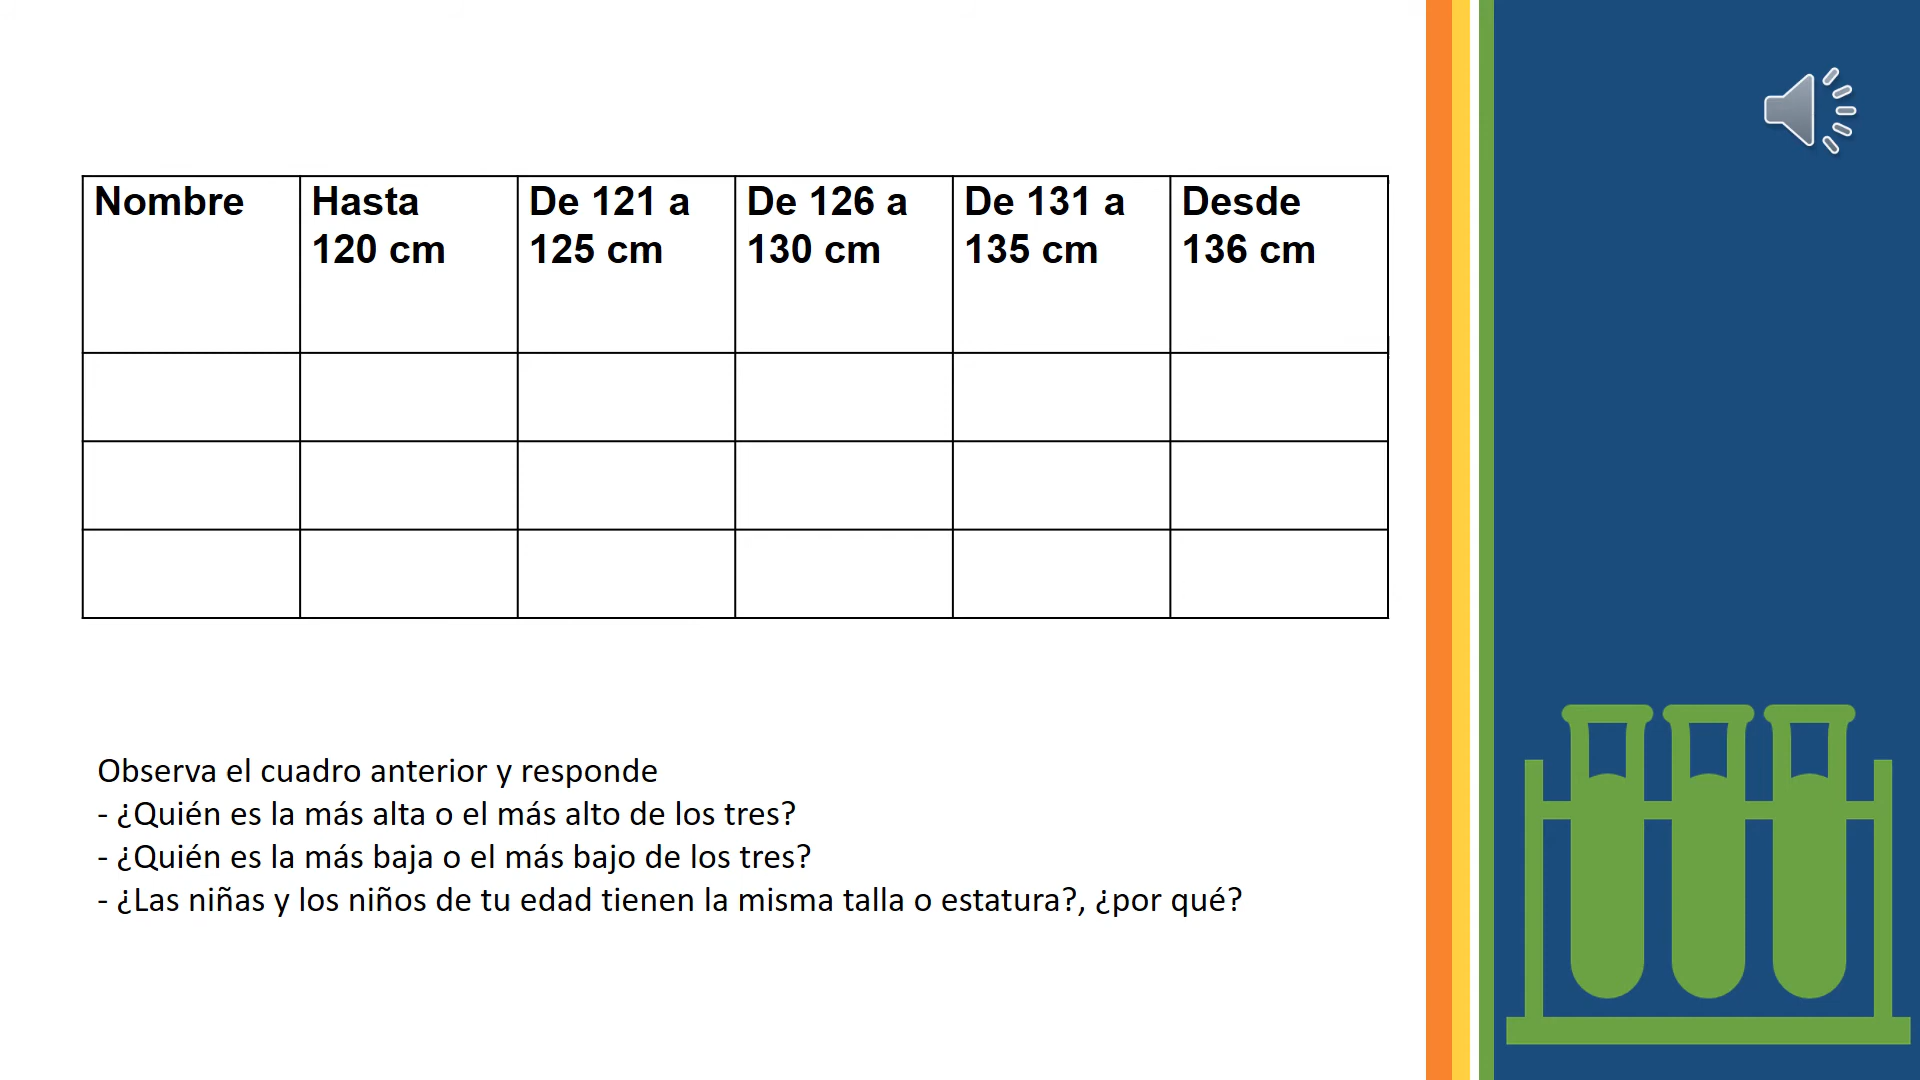 Nombre
Hasta 120 cm
De 121 a 125 cm
De 126 a 130 cm
De 131 a 135 cm
Desde 136 cm
Observa el cuadro anterior y responde
- ¿Quién es la más alta o el más alto de los tres?
- ¿Quién es la más baja o el más bajo de los tres?
- ¿Las niñas y los niños de tu edad tienen la misma talla o estatura?, ¿por qué?